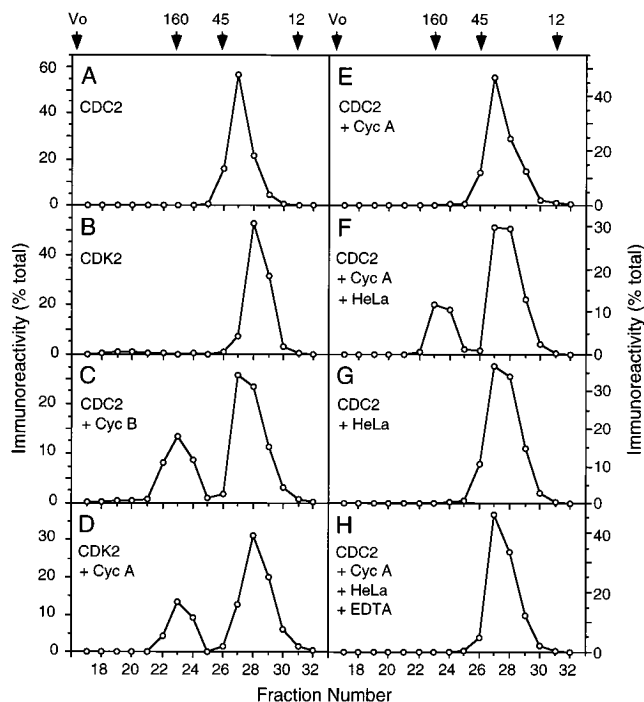 Vo 160 45 12 Vo 160 45 12
A
CDC2
60
40
20
0
B
CDK2
40
20
0
C
CDC2
+ Cyc B
20
10
0
D
CDK2
+ Cyc A
30
20
10
0
E
CDC2
+ Cyc A
40
20
0
F
CDC2
+ Cyc A
+ HeLa
30
20
10
0
G
CDC2
+ HeLa
30
20
10
0
H
CDC2
+ Cyc A
+ HeLa
+ EDTA
40
20
0
18 20 22 24 26 28 30 32 18 20 22 24 26 28 30 32
Fraction Number
Immunoreactivity (% total)
Immunoreactivity (% total)